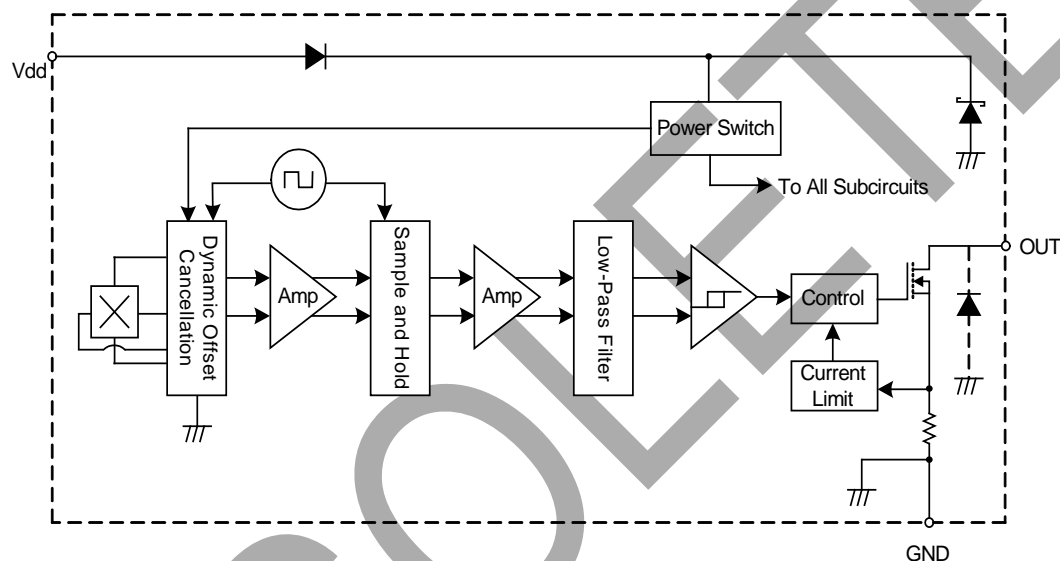 Vdd
Power Switch
To All Subcircuits
Dynamic Offset
Cancellation
Amp
Sample and Hold
Amp
Low-Pass Filter
Control
Current
Limit
OUT
GND
OBSOLETE